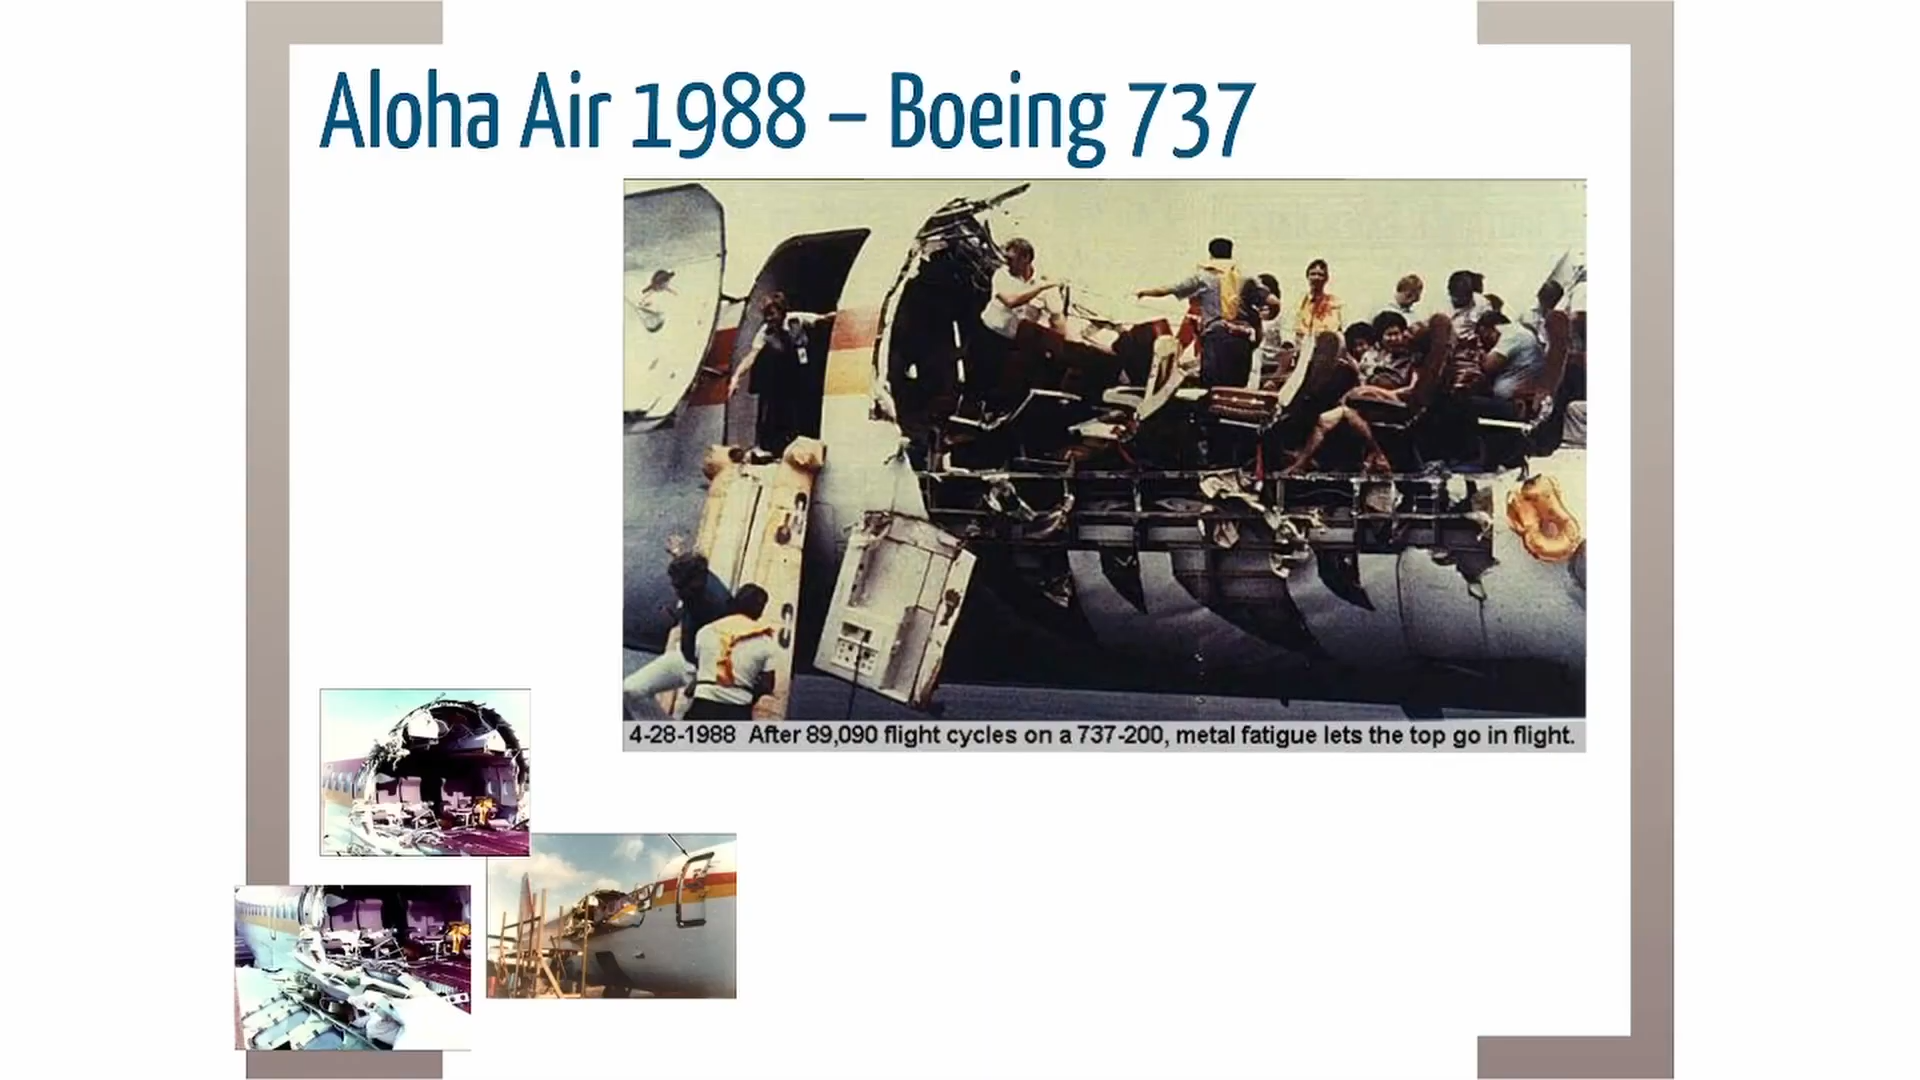 Aloha Air 1988 – Boeing 737
4-28-1988 After 89,090 flight cycles on a 737-200, metal fatigue lets the top go in flight.